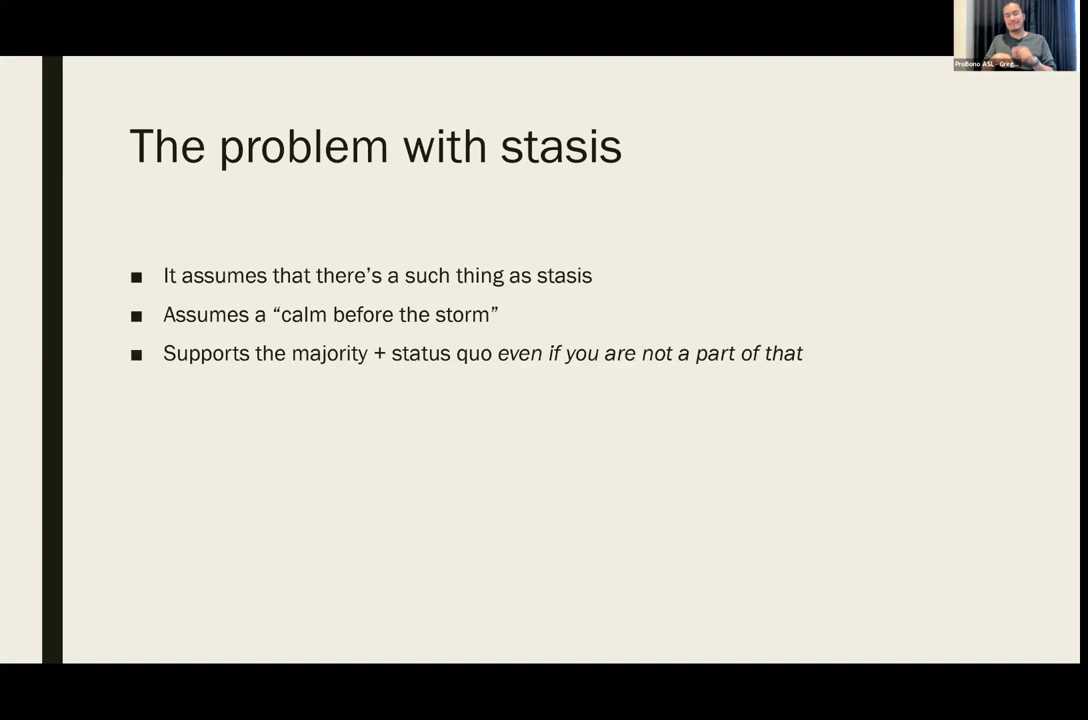 ProBono ASL - Greg...
The problem with stasis
■ It assumes that there’s a such thing as stasis
■ Assumes a “calm before the storm”
■ Supports the majority + status quo even if you are not a part of that